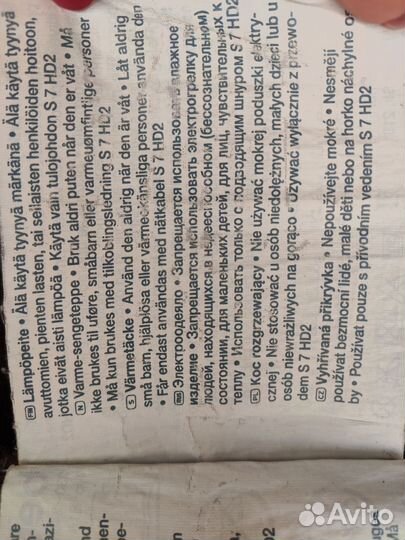 FIN Lämpöpeite • Älä käytä tyynyä märkänä • Älä käytä tyynyä
avuttomien, pienten lasten, tai sellaisten henkilöiden hoitoon,
jotka eivät aisti lämpöä • Käytä vain tulojohdon S 7 HD2
N Varme-sengeteppe • Bruk aldri puten når den er våt • Må
ikke brukes til uføre, småbarn eller varmeuømfintlige personer
• Må kun brukes med tilkoblingsledning S 7 HD2
S Värmetäcke • Använd den aldrig när den är våt • Låt aldrig
små barn, hjälplösa eller värmeokänsliga personer använda den
• Får endast användas med nätkabel S 7 HD2
RUS Электроодеяло • Запрещается использовать влажное
изделие • Запрещается использовать электрогрелку для
людей, находящихся в недееспособном (бессознательном)
состоянии, для маленьких детей, для лиц, чувствительных к
теплу • Использовать только с подходящим шнуром S 7 HD2
PL Koc rozgrzewający • Nie używać mokrej poduszki elektry-
cznej • Nie stosować u osób niedołężnych, małych dzieci lub u
osób niewrażliwych na gorąco • Używać wyłącznie z przewo-
dem S 7 HD2
CZ Vyhřívaná přikrývka • Nepoužívejte mokré • Nesmějí
používat bezmocní lidé, malé děti nebo na horko náchylné o
by • Používat pouze s přívodním vedením S 7 HD2
Avito